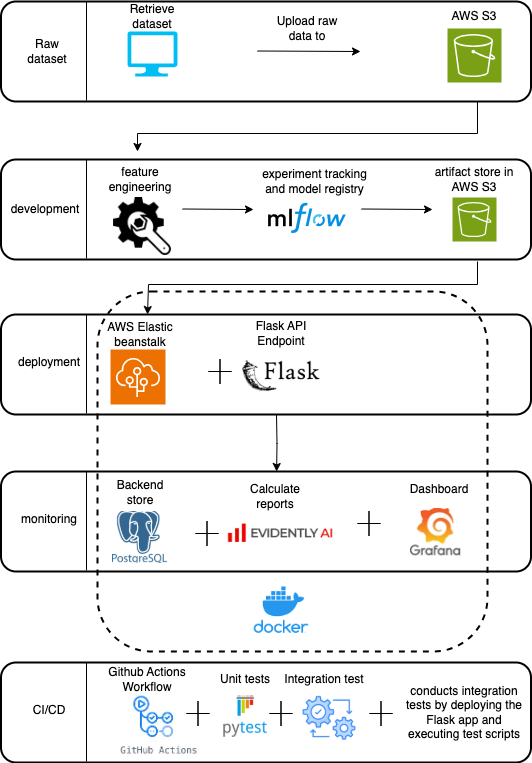 Raw
dataset
Retrieve
dataset
Upload raw
data to
AWS S3
development
feature
engineering
experiment tracking
and model registry
mlflow
artifact store in
AWS S3
deployment
AWS Elastic
beanstalk
Flask API
Endpoint
Flask
monitoring
Backend
store
PostgreSQL
Calculate
reports
EVIDENTLY AI
Dashboard
Grafana
docker
CI/CD
Github Actions
Workflow
GitHub Actions
Unit tests
pytest
Integration test
conducts integration
tests by deploying the
Flask app and
executing test scripts